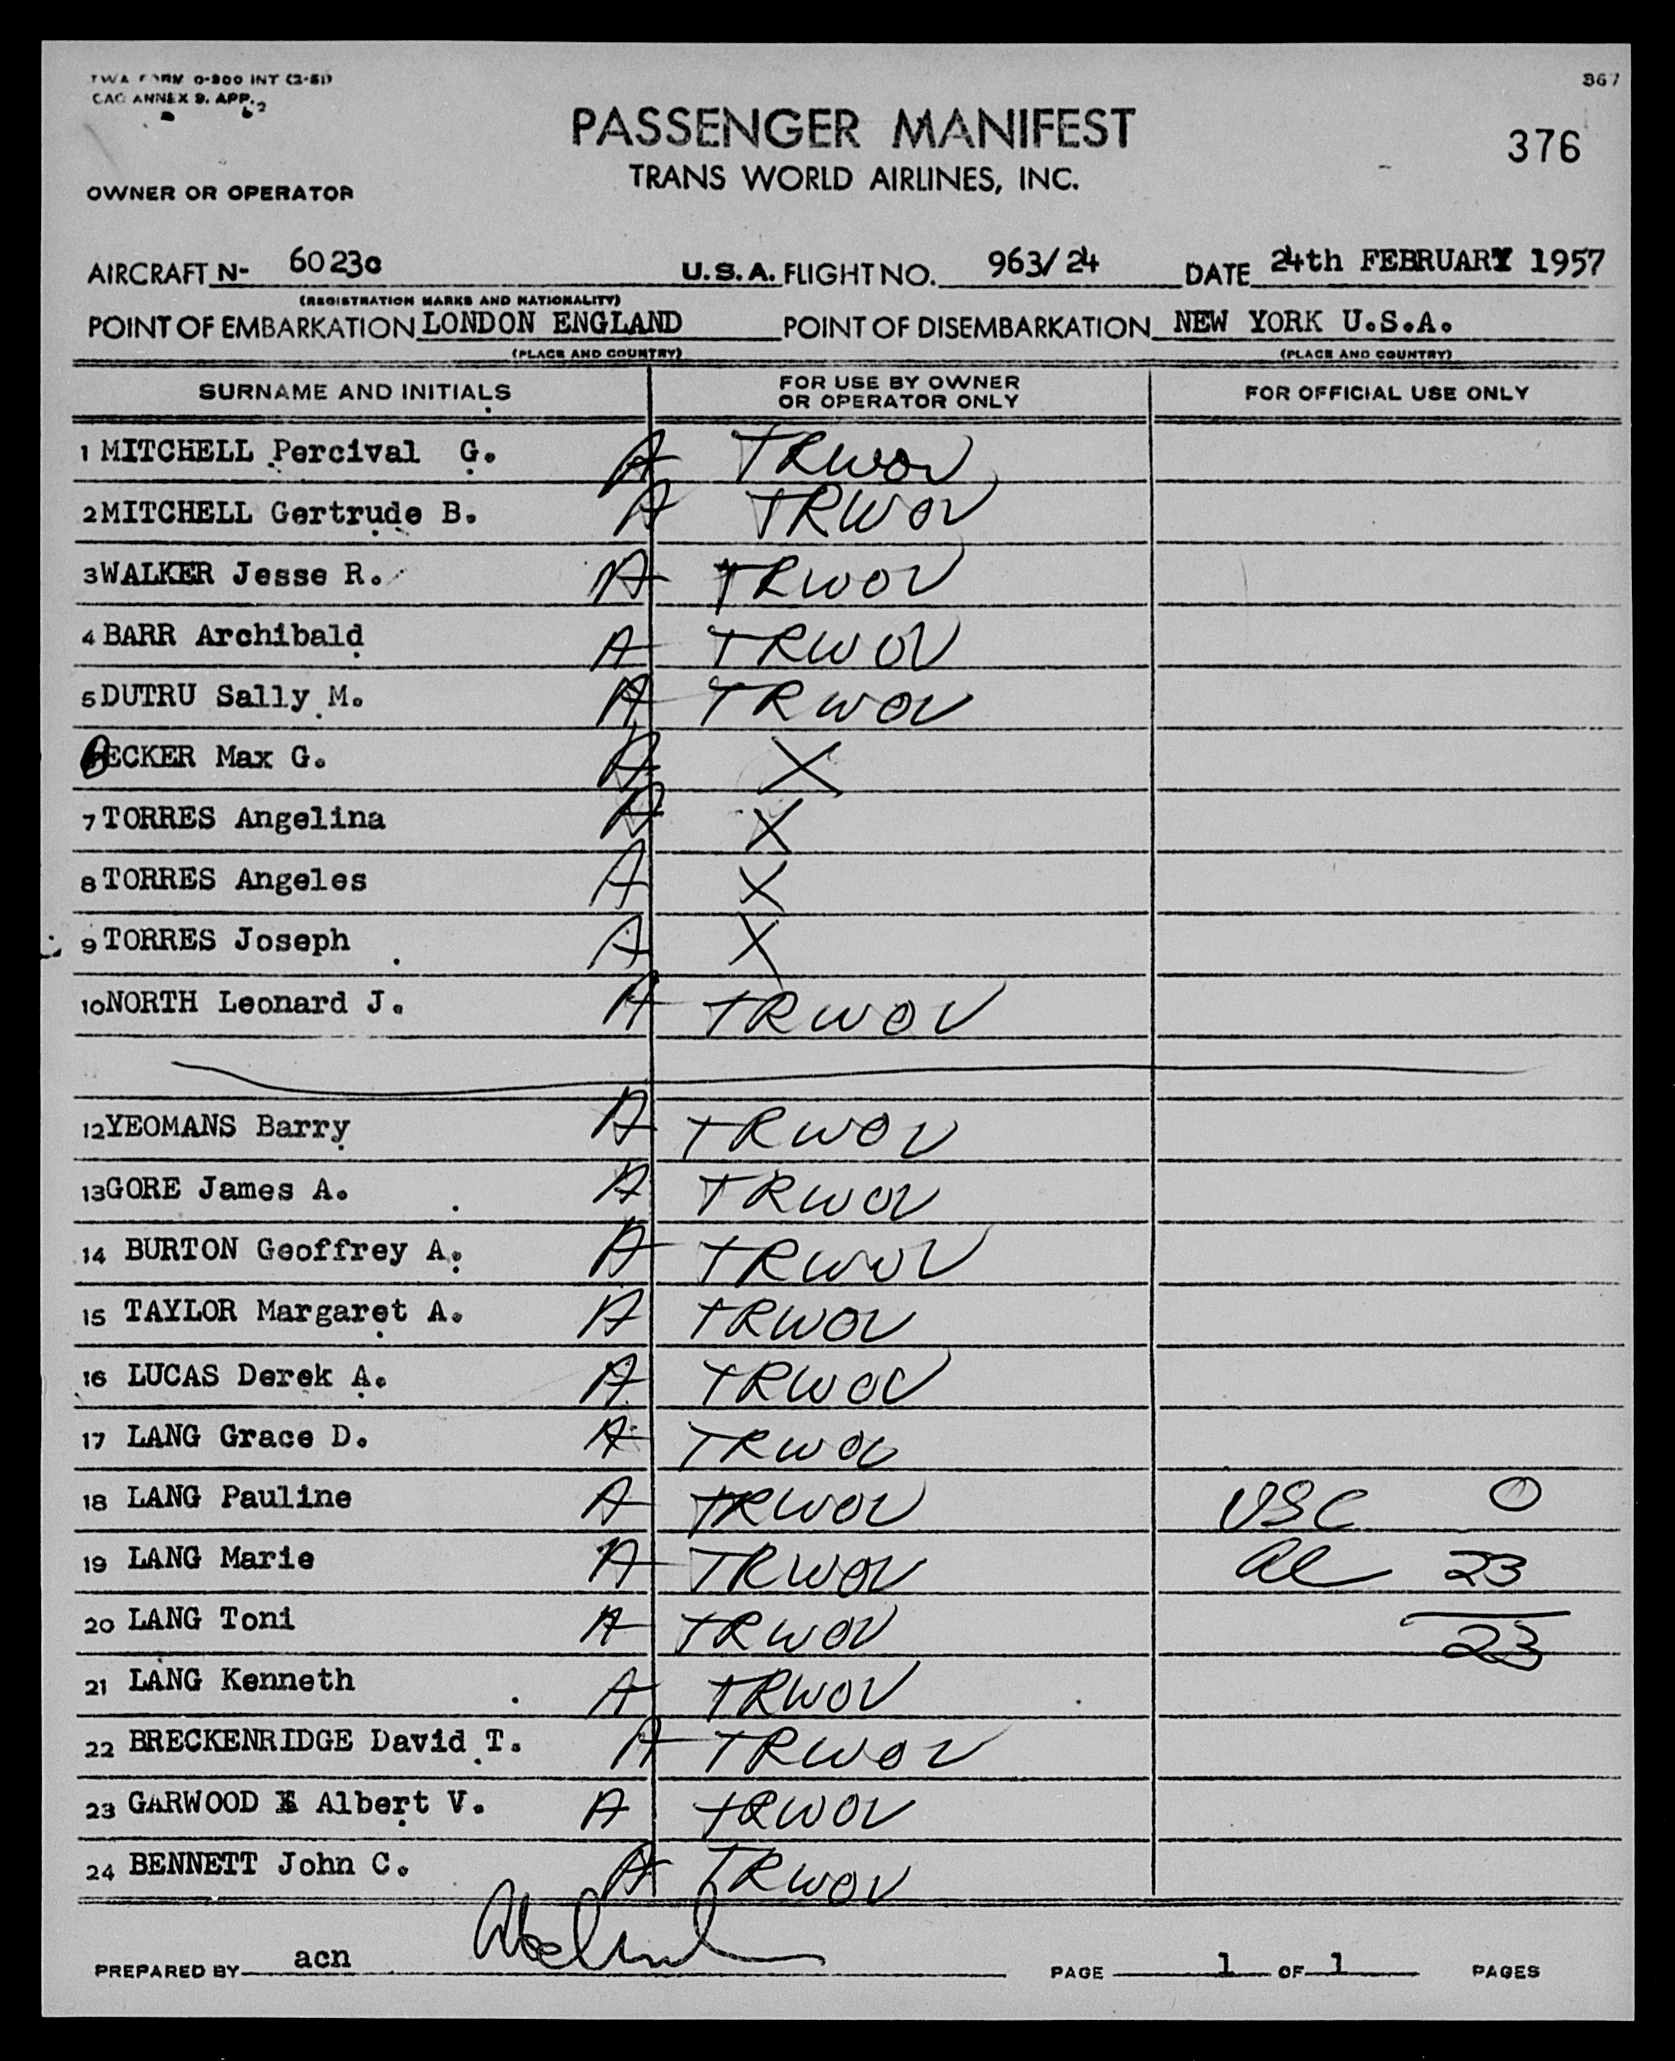 TWA FORM 0-800 INT (2-51)
CAO ANNEX 9. APP. 2
367
PASSENGER MANIFEST
376
TRANS WORLD AIRLINES, INC.
OWNER OR OPERATOR
AIRCRAFT N- 6023c U.S.A. FLIGHT NO. 963/24 DATE 24th FEBRUARY 1957
(REGISTRATION MARKS AND NATIONALITY)
POINT OF EMBARKATION LONDON ENGLAND POINT OF DISEMBARKATION NEW YORK U.S.A.
(PLACE AND COUNTRY) (PLACE AND COUNTRY)
SURNAME AND INITIALS FOR USE BY OWNER OR OPERATOR ONLY FOR OFFICIAL USE ONLY
1 MITCHELL Percival G. A TRWOV
2 MITCHELL Gertrude B. A TRWOV
3 WALKER Jesse R. A TRWOV
4 BARR Archibald A TRWOV
5 DUTRU Sally M. A TRWOV
BECKER Max G. A X
7 TORRES Angelina A X
8 TORRES Angeles A X
9 TORRES Joseph A X
10 NORTH Leonard J. A TRWOV
12 YEOMANS Barry A TRWOV
13 GORE James A. A TRWOV
14 BURTON Geoffrey A. A TRWOV
15 TAYLOR Margaret A. A TRWOV
16 LUCAS Derek A. A TRWOV
17 LANG Grace D. A TRWOV
18 LANG Pauline A TRWOV USC 0
19 LANG Marie A TRWOV al 23
20 LANG Toni A TRWOV 23
21 LANG Kenneth A TRWOV
22 BRECKENRIDGE David T. A TRWOV
23 GARWOOD Albert V. A TRWOV
24 BENNETT John C. A TRWOV
PREPARED BY acn PAGE 1 OF 1 PAGES